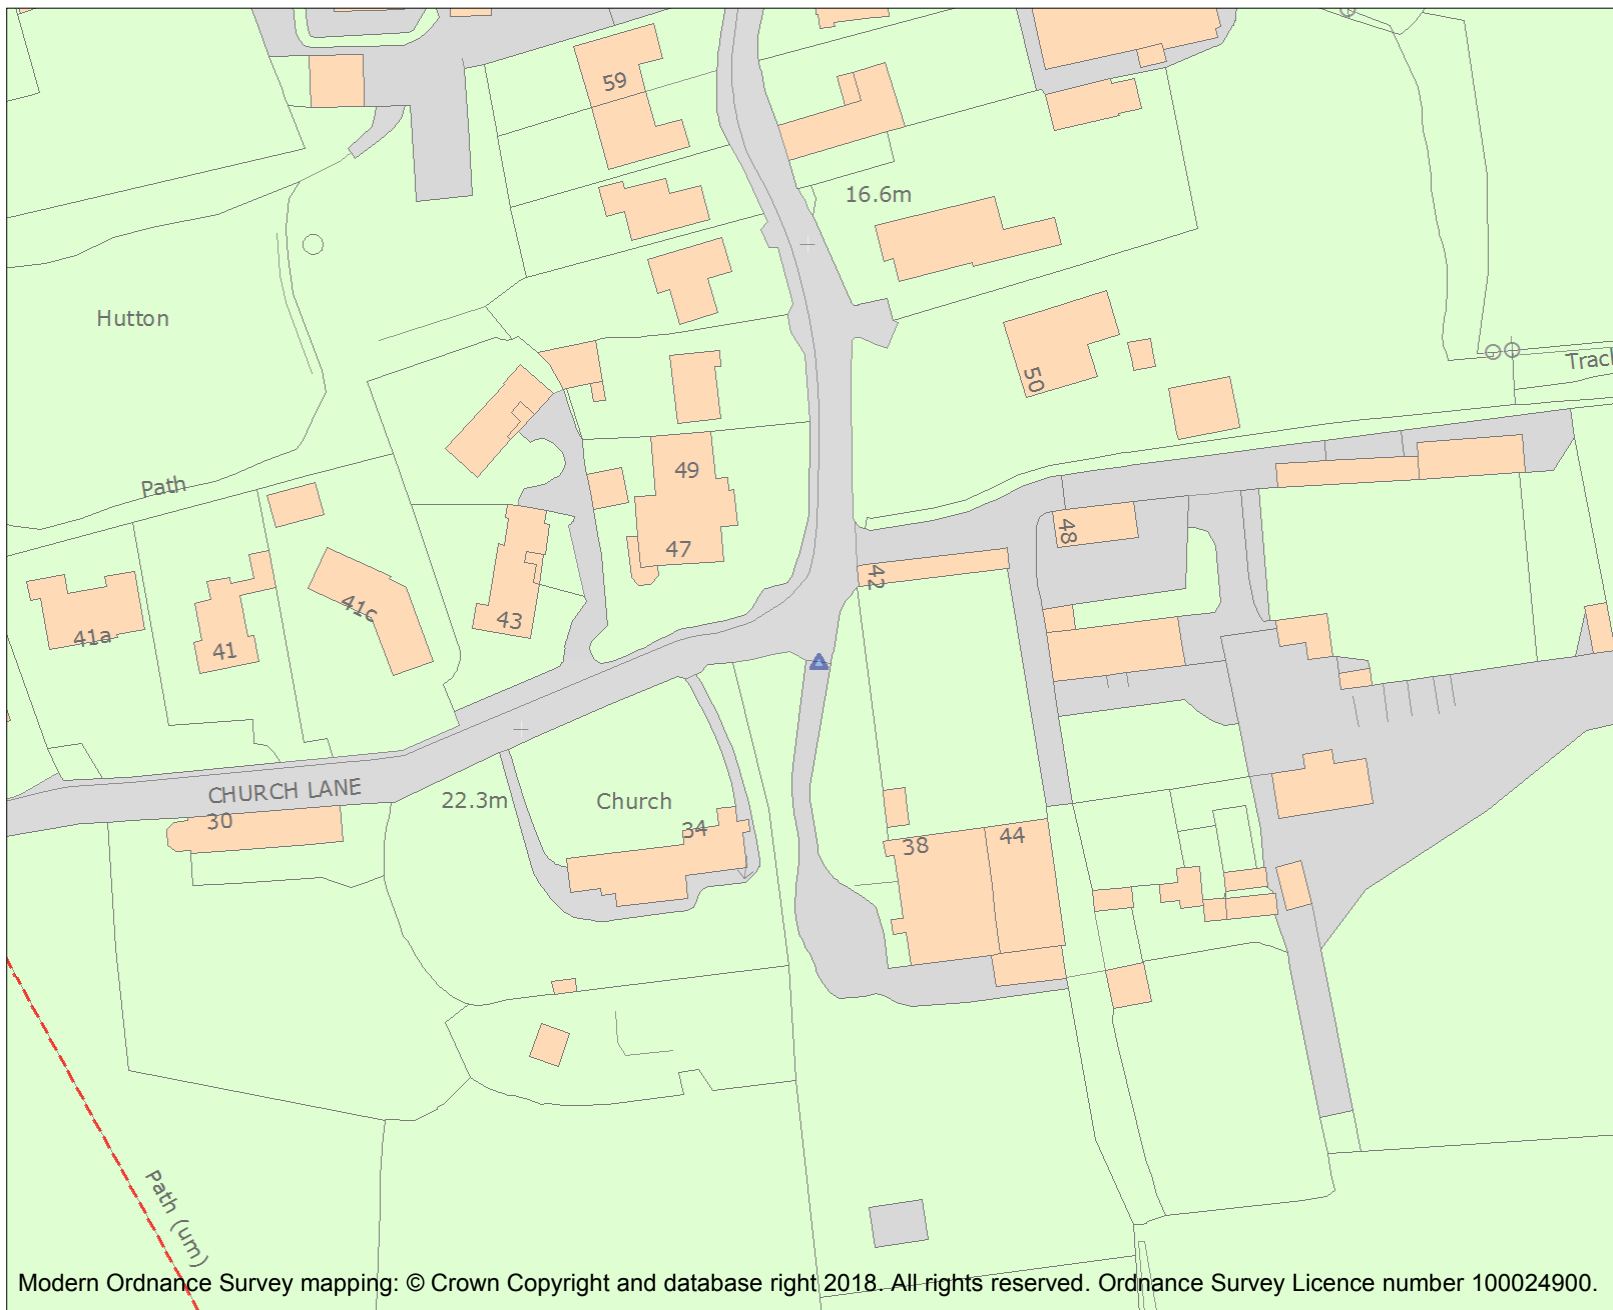 59
16.6m
Hutton
50
Track
Path
49
48
47
42
41c
43
41a
41
CHURCH LANE
22.3m
Church
30
34
38
44
Path (um)
Modern Ordnance Survey mapping: © Crown Copyright and database right 2018. All rights reserved. Ordnance Survey Licence number 100024900.